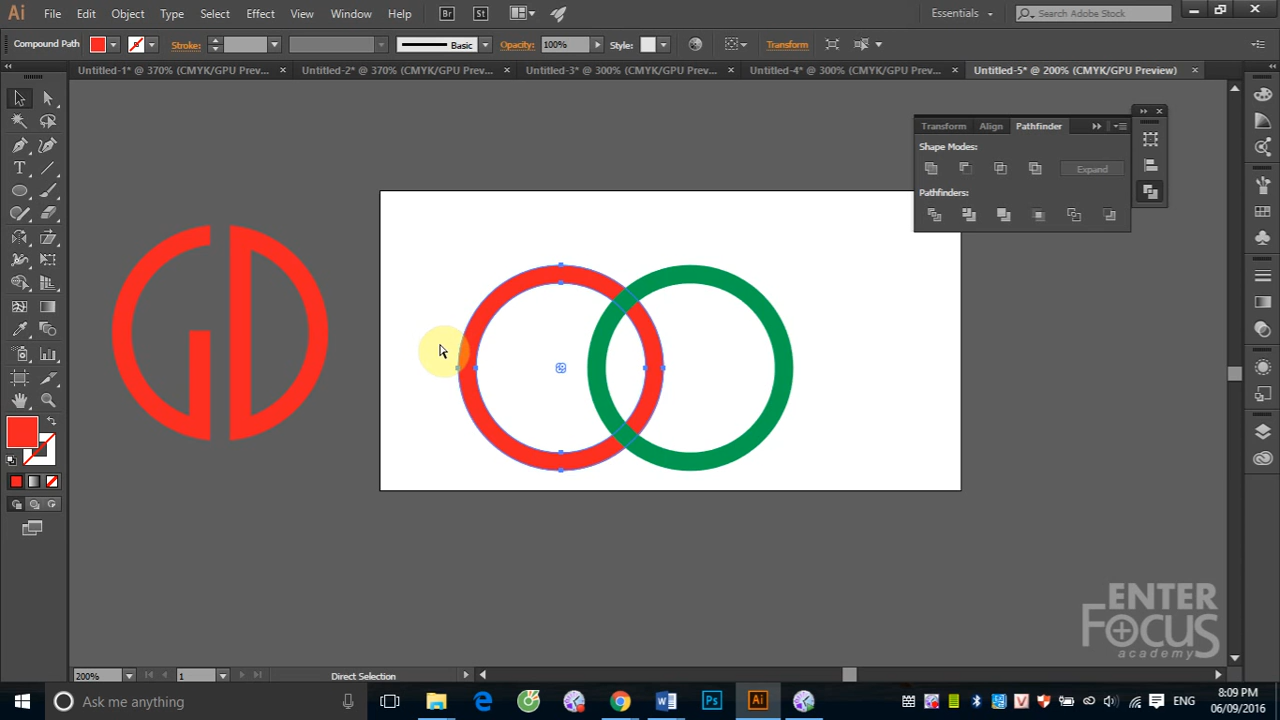 Ai File Edit Object Type Select Effect View Window Help Br St Essentials Search Adobe Stock
Compound Path Stroke: Basic Opacity: 100% Style: Transform
Untitled-1* @ 370% (CMYK/GPU Prev... Untitled-2* @ 370% (CMYK/GPU Prev... Untitled-3* @ 300% (CMYK/GPU Prev... Untitled-4* @ 300% (CMYK/GPU Prev... Untitled-5* @ 200% (CMYK/GPU Preview)
Transform Align Pathfinder
Shape Modes:
Expand
Pathfinders:
GD
ENTER
FOCUS
academy
200% 1 Direct Selection
Ask me anything Ps Ai ENG 8:09 PM
06/09/2016